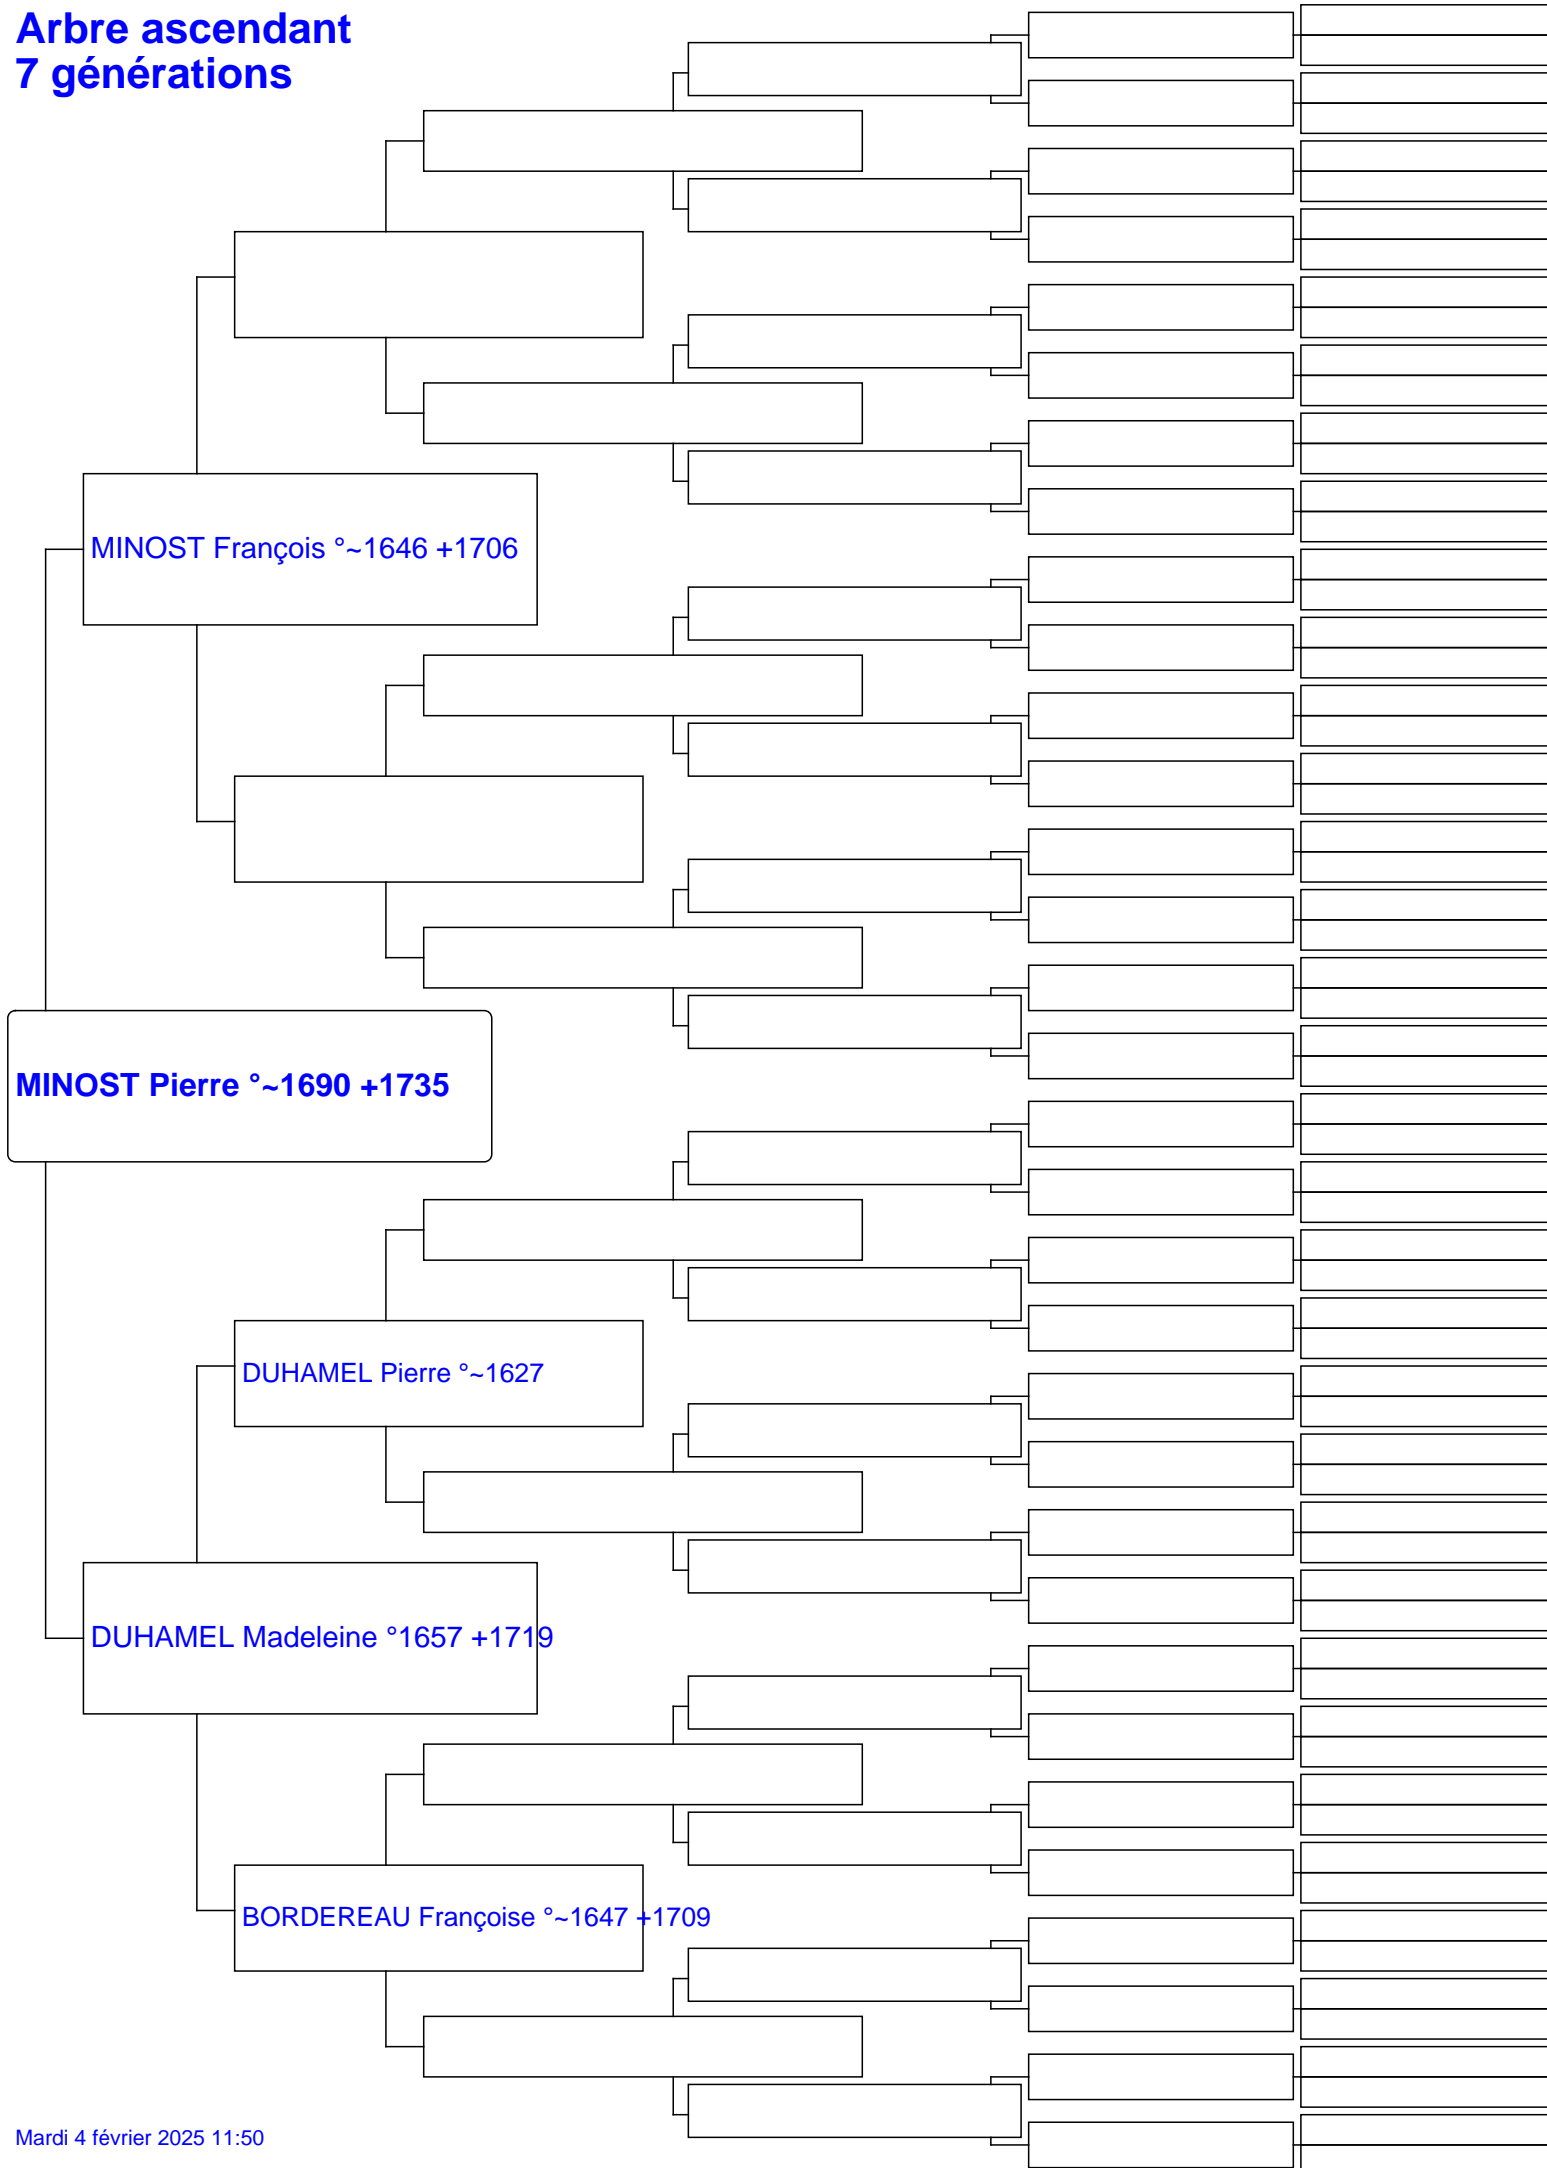 Arbre ascendant
7 générations
MINOST François °~1646 +1706
MINOST Pierre °~1690 +1735
DUHAMEL Pierre °~1627
DUHAMEL Madeleine °1657 +1719
BORDEREAU Françoise °~1647 +1709
Mardi 4 février 2025 11:50